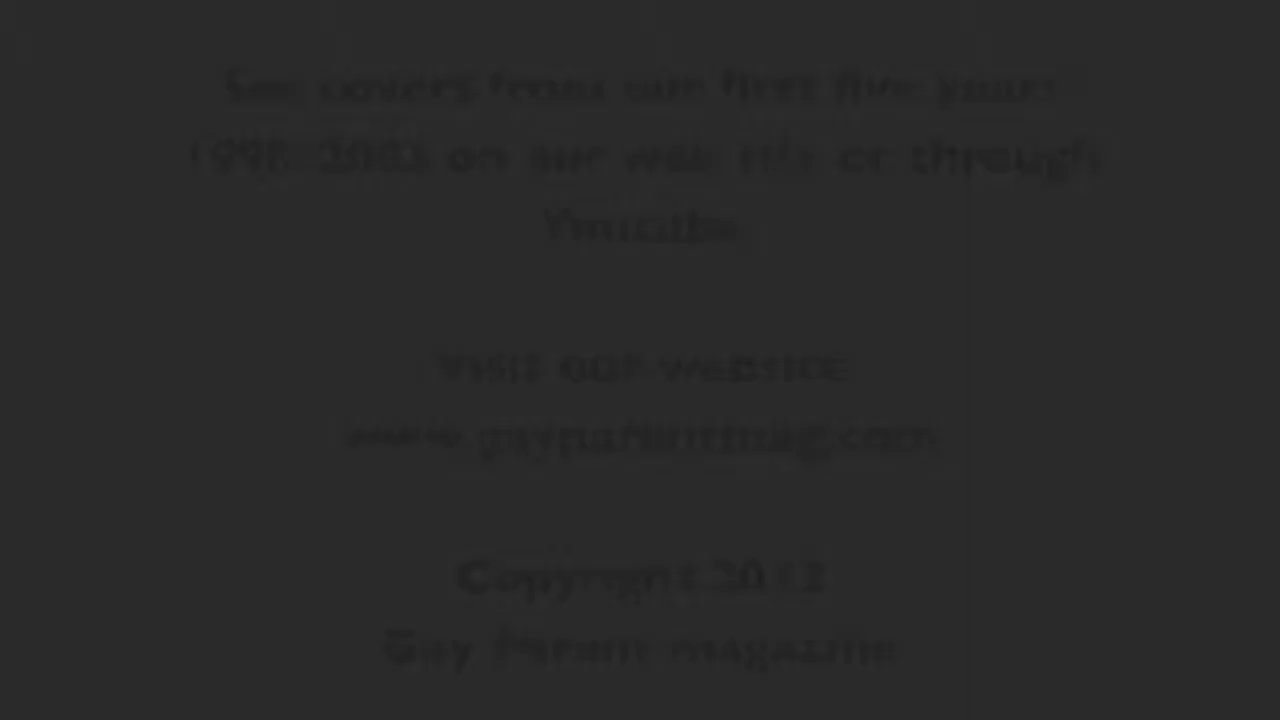 See covers from our first five years
1998-2003 on our web site or through
Youtube
Visit our website
www.gayparentmag.com
Copyright
Gay Parent magazine